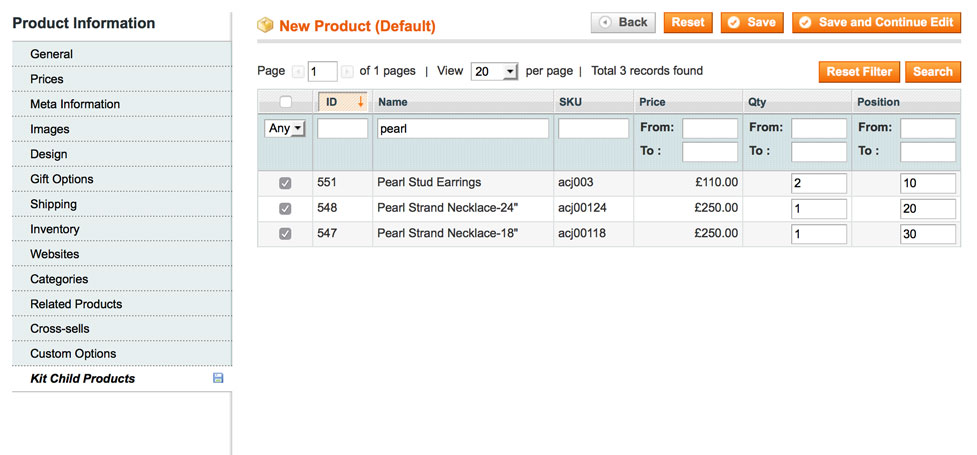 Product Information
General
Prices
Meta Information
Images
Design
Gift Options
Shipping
Inventory
Websites
Categories
Related Products
Cross-sells
Custom Options
Kit Child Products
New Product (Default)
Back Reset Save Save and Continue Edit
Page 1 of 1 pages | View 20 per page | Total 3 records found Reset Filter Search
ID Name SKU Price Qty Position
Any pearl From: From: From:
To : To : To :
551 Pearl Stud Earrings acj003 £110.00 2 10
548 Pearl Strand Necklace-24" acj00124 £250.00 1 20
547 Pearl Strand Necklace-18" acj00118 £250.00 1 30